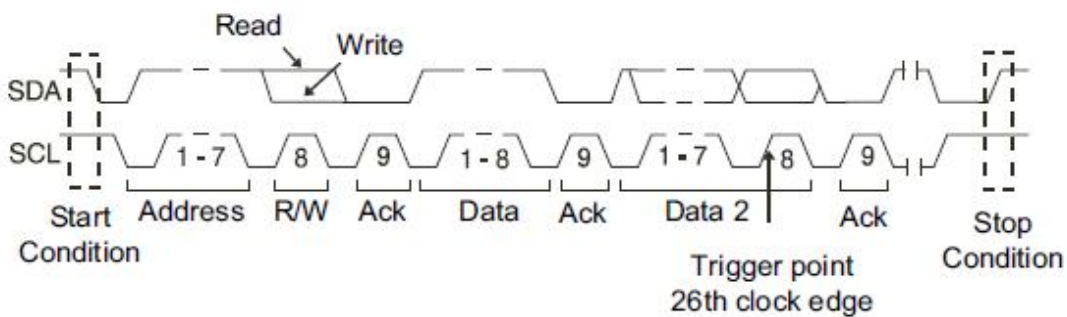 Read
Write
SDA
SCL
1 - 7
8
9
1 - 8
9
1 - 7
8
9
Start
Condition
Address
R/W
Ack
Data
Ack
Data 2
Ack
Stop
Condition
Trigger point
26th clock edge